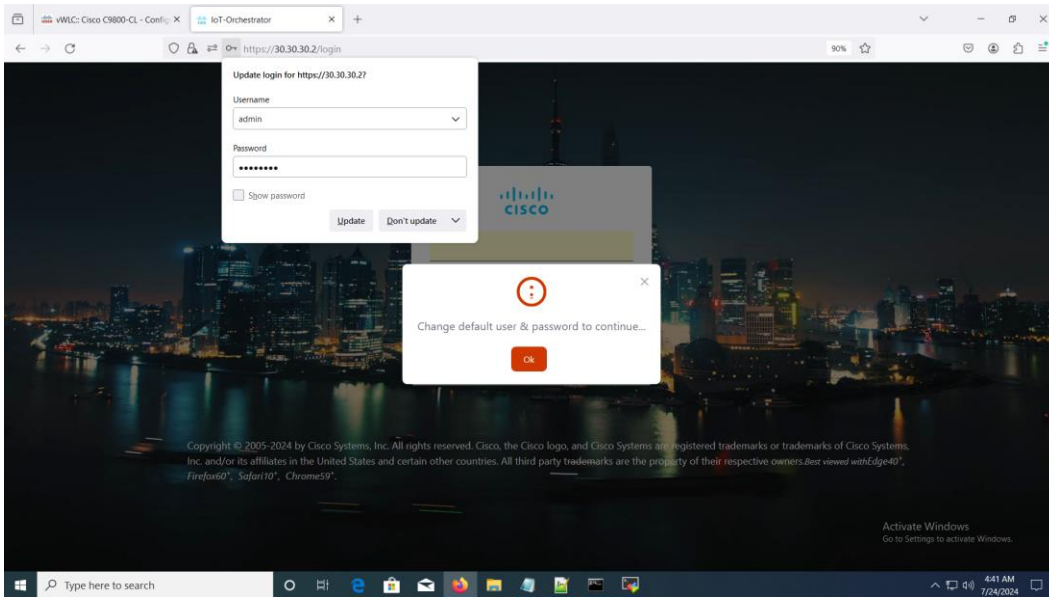 vWLC:: Cisco C9800-CL - Config
IoT-Orchestrator
https://30.30.30.2/login
90%
Update login for https://30.30.30.2?
Username
admin
Password
••••••••
Show password
Update
Don't update
CISCO
Change default user & password to continue...
Ok
Copyright © 2005-2024 by Cisco Systems, Inc. All rights reserved. Cisco, the Cisco logo, and Cisco Systems are registered trademarks or trademarks of Cisco Systems,
Inc. and/or its affiliates in the United States and certain other countries. All third party trademarks are the property of their respective owners.Best viewed withEdge40+,
Firefox60+, Safari10+, Chrome59+.
Activate Windows
Go to Settings to activate Windows.
Type here to search
4:41 AM
7/24/2024